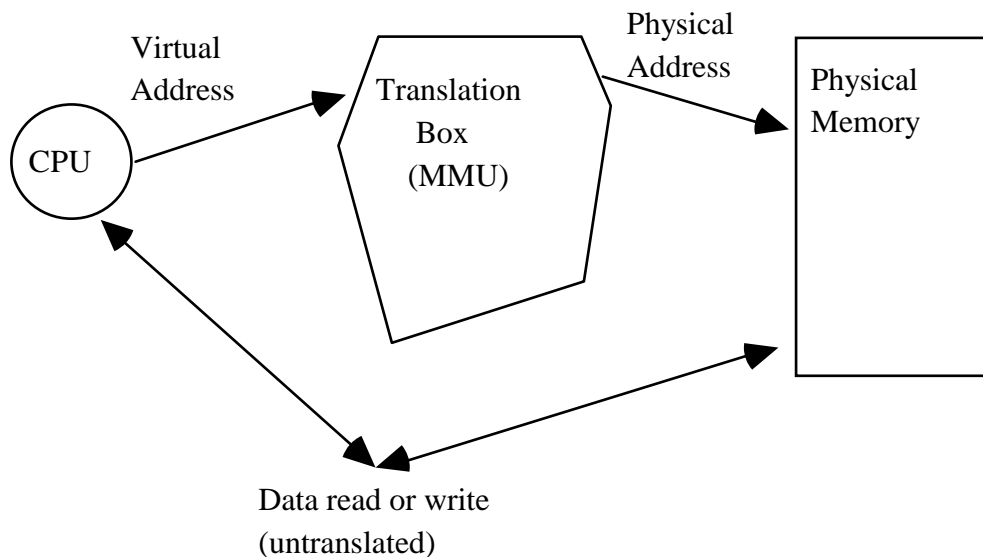 Virtual
Address
Physical
Address
Translation
Box
(MMU)
Physical
Memory
CPU
Data read or write
(untranslated)